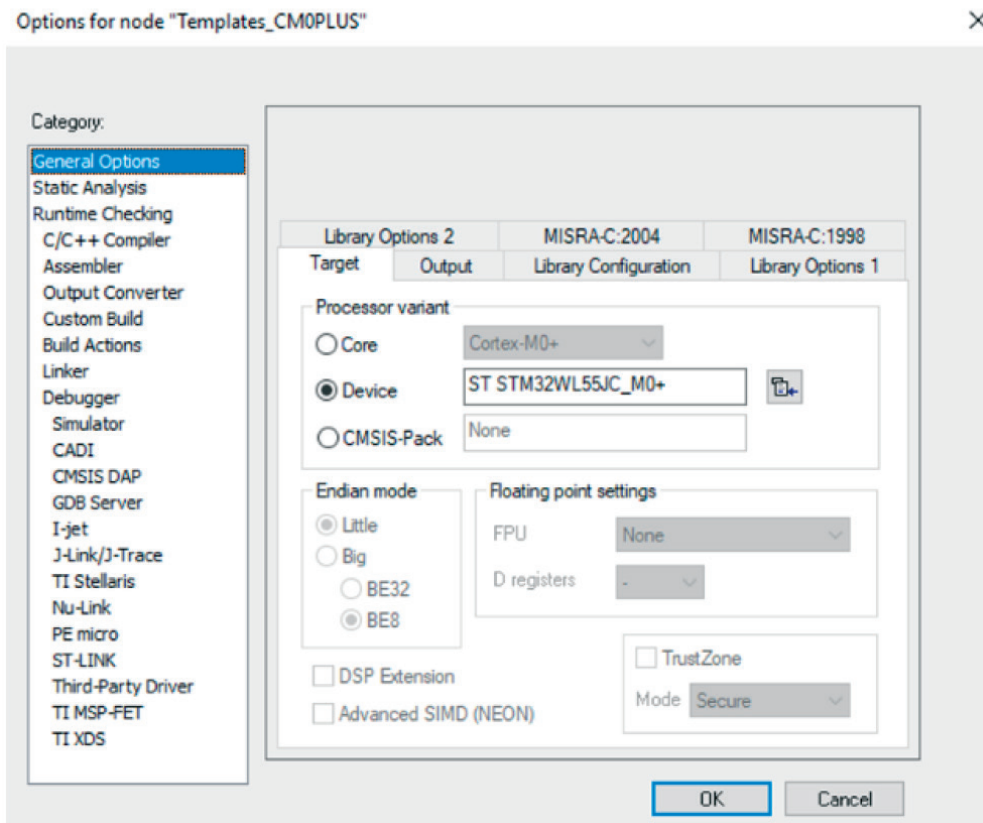 Options for node "Templates_CM0PLUS"
Category:
General Options
Static Analysis
Runtime Checking
C/C++ Compiler
Assembler
Output Converter
Custom Build
Build Actions
Linker
Debugger
Simulator
CADI
CMSIS DAP
GDB Server
I-jet
J-Link/J-Trace
TI Stellaris
Nu-Link
PE micro
ST-LINK
Third-Party Driver
TI MSP-FET
TI XDS
Library Options 2 MISRA-C:2004 MISRA-C:1998
Target Output Library Configuration Library Options 1
Processor variant
Core Cortex-M0+
Device ST STM32WL55JC_M0+
CMSIS-Pack None
Endian mode
Little
Big
BE32
BE8
Floating point settings
FPU None
D registers -
DSP Extension
Advanced SIMD (NEON)
TrustZone
Mode Secure
OK Cancel